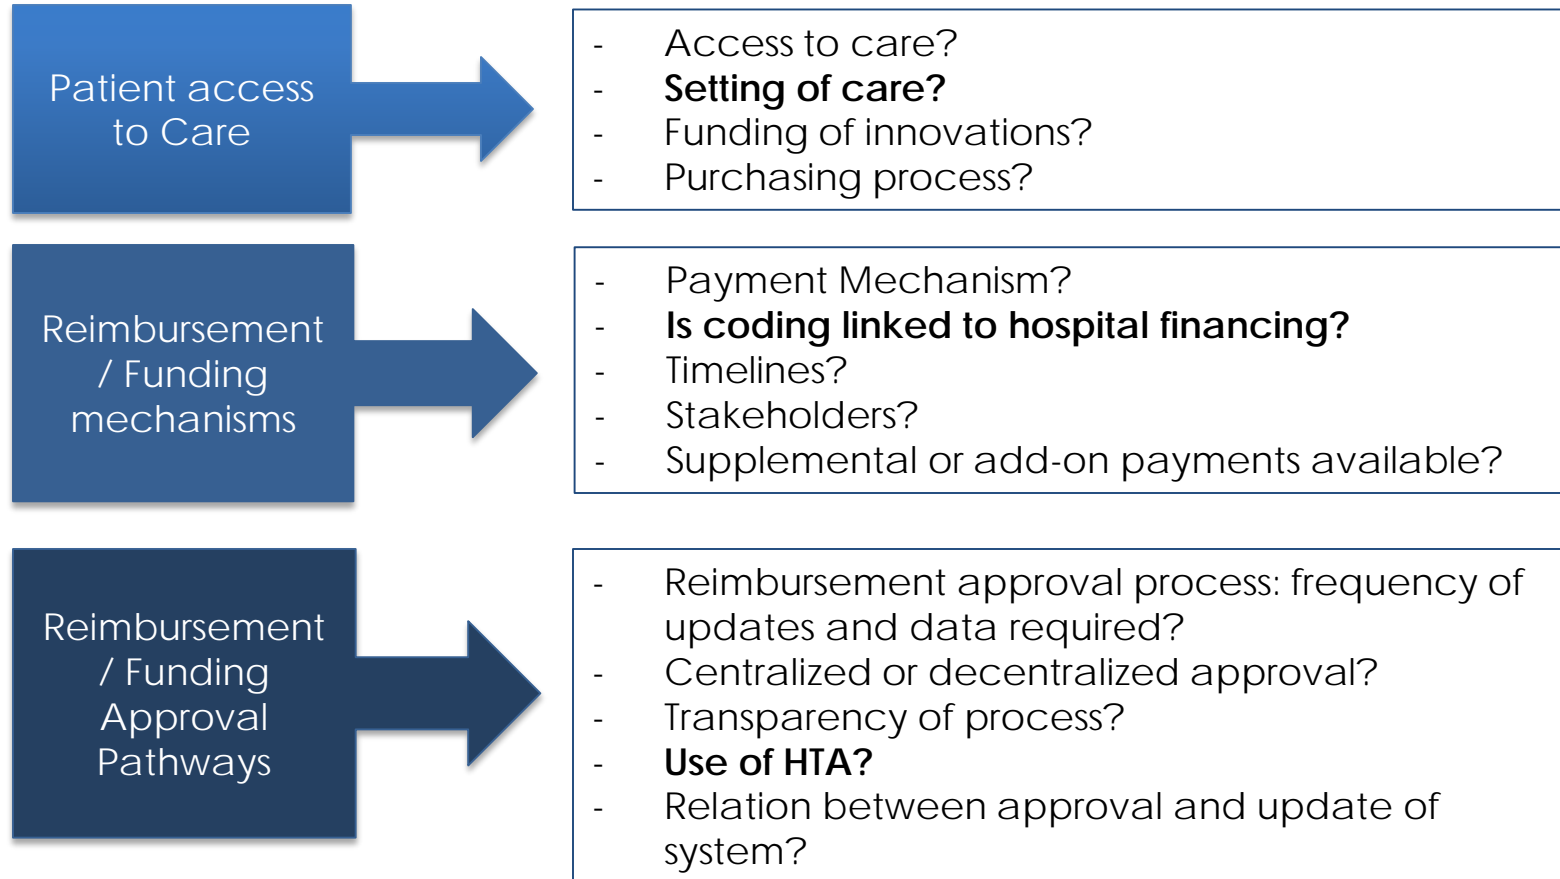 Patient access
to Care
- Access to care?
- Setting of care?
- Funding of innovations?
- Purchasing process?
Reimbursement
/ Funding
mechanisms
- Payment Mechanism?
- Is coding linked to hospital financing?
- Timelines?
- Stakeholders?
- Supplemental or add-on payments available?
Reimbursement
/ Funding
Approval
Pathways
- Reimbursement approval process: frequency of
updates and data required?
- Centralized or decentralized approval?
- Transparency of process?
- Use of HTA?
- Relation between approval and update of
system?